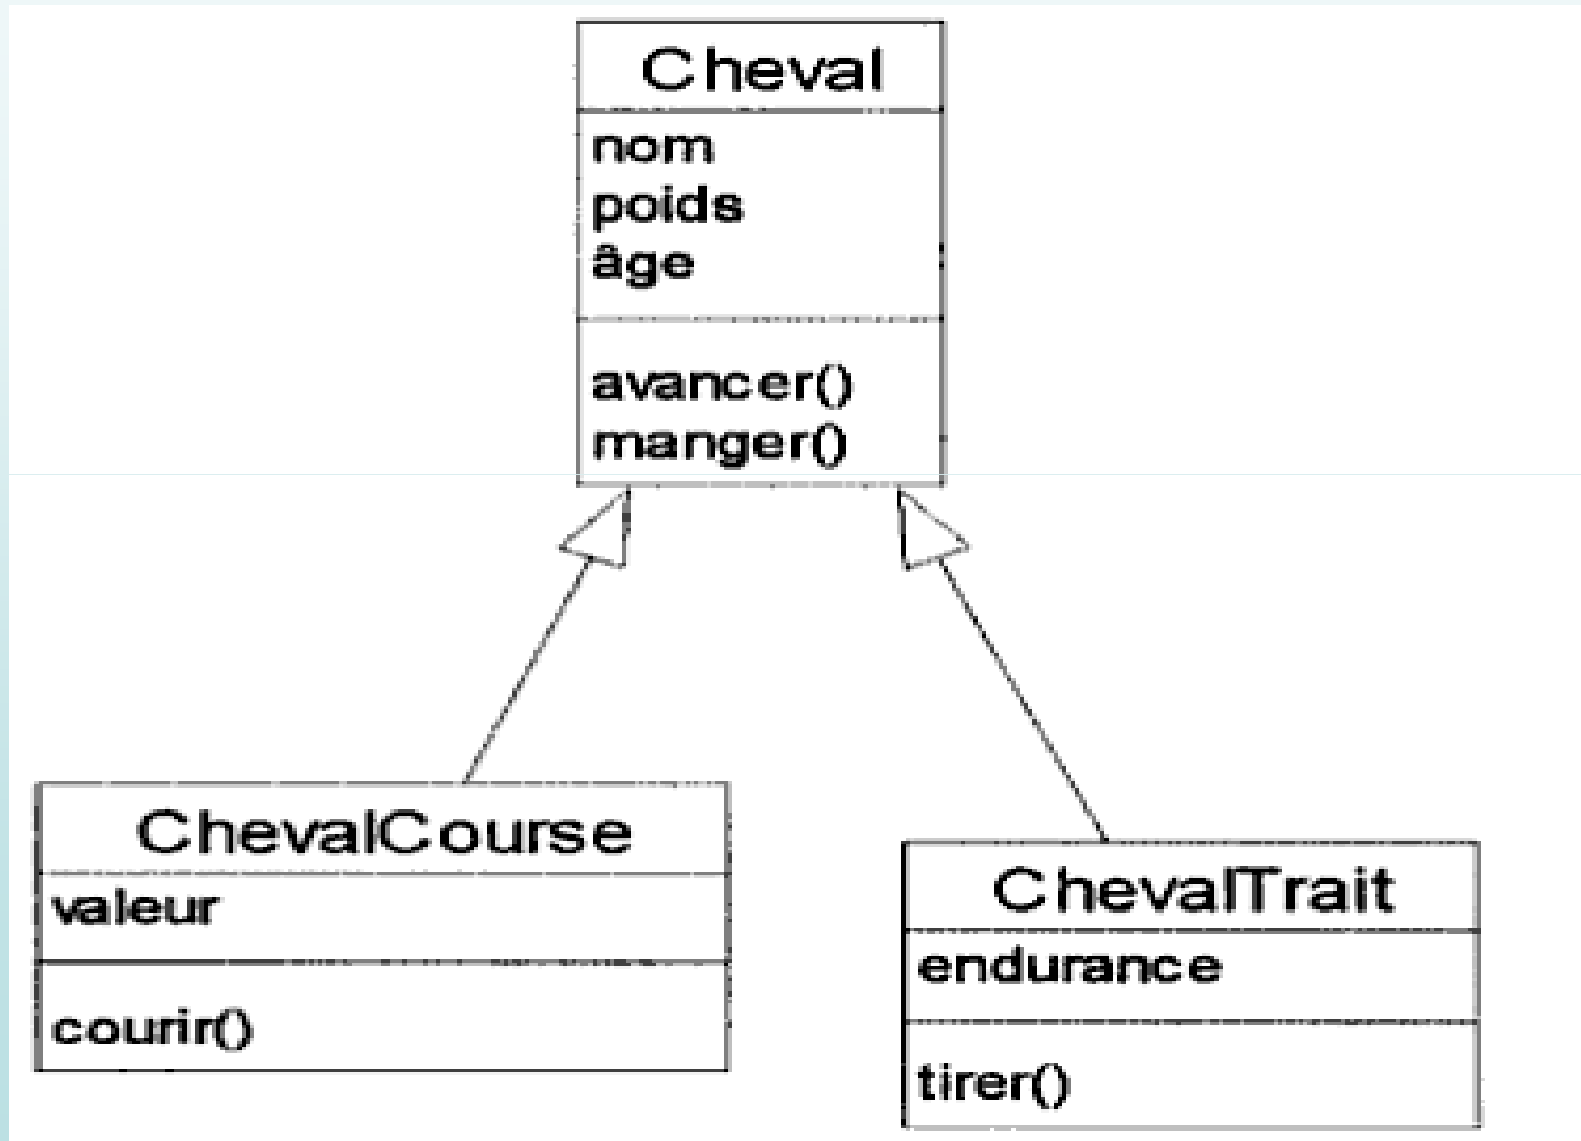 Cheval
nom
poids
âge
avancer()
manger()
ChevalCourse
valeur
courir()
ChevalTrait
endurance
tirer()